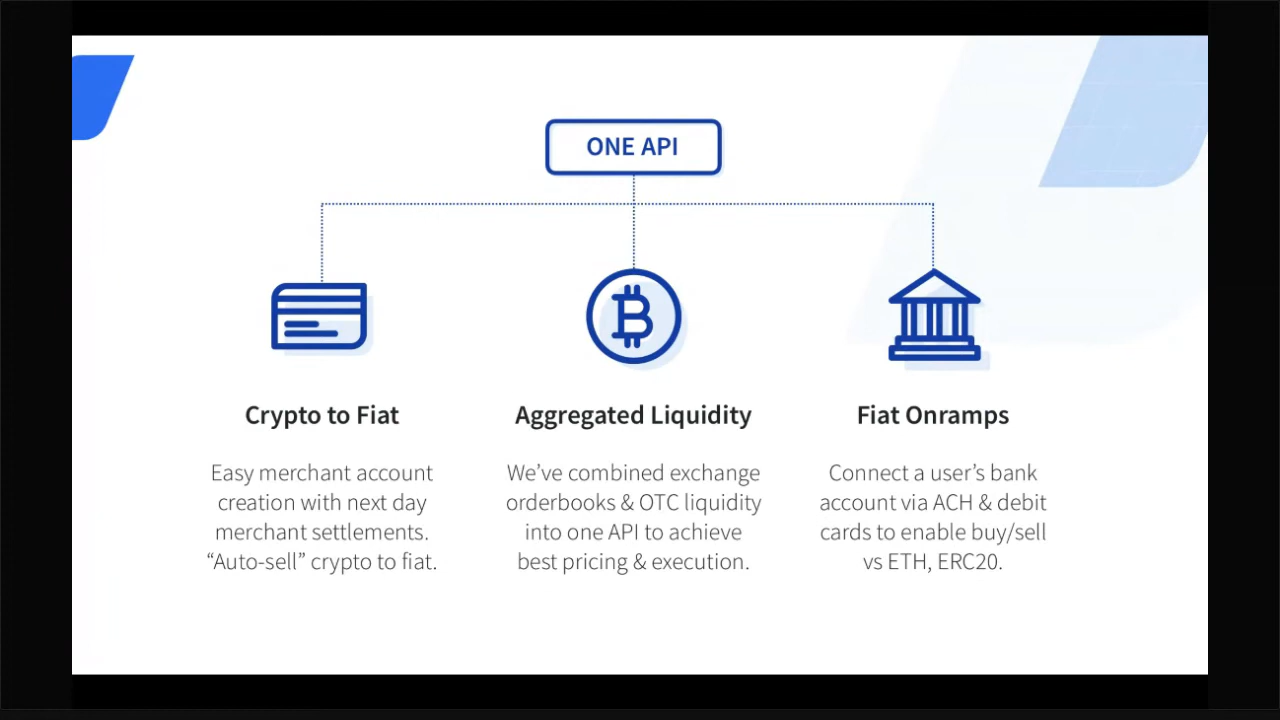 ONE API
Crypto to Fiat
Easy merchant account
creation with next day
merchant settlements.
“Auto-sell” crypto to fiat.
Aggregated Liquidity
We’ve combined exchange
orderbooks & OTC liquidity
into one API to achieve
best pricing & execution.
Fiat Onramps
Connect a user’s bank
account via ACH & debit
cards to enable buy/sell
vs ETH, ERC20.